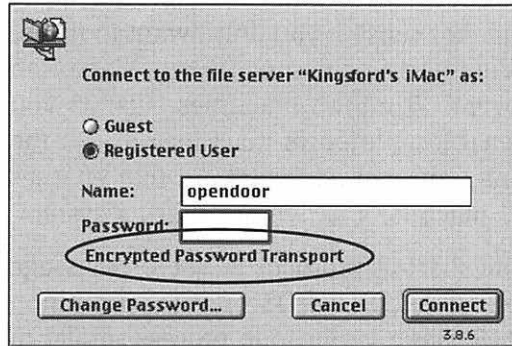 Connect to the file server “Kingsford's iMac” as:
Guest
Registered User
Name: opendoor
Password:
Encrypted Password Transport
Change Password... Cancel Connect
3.8.6